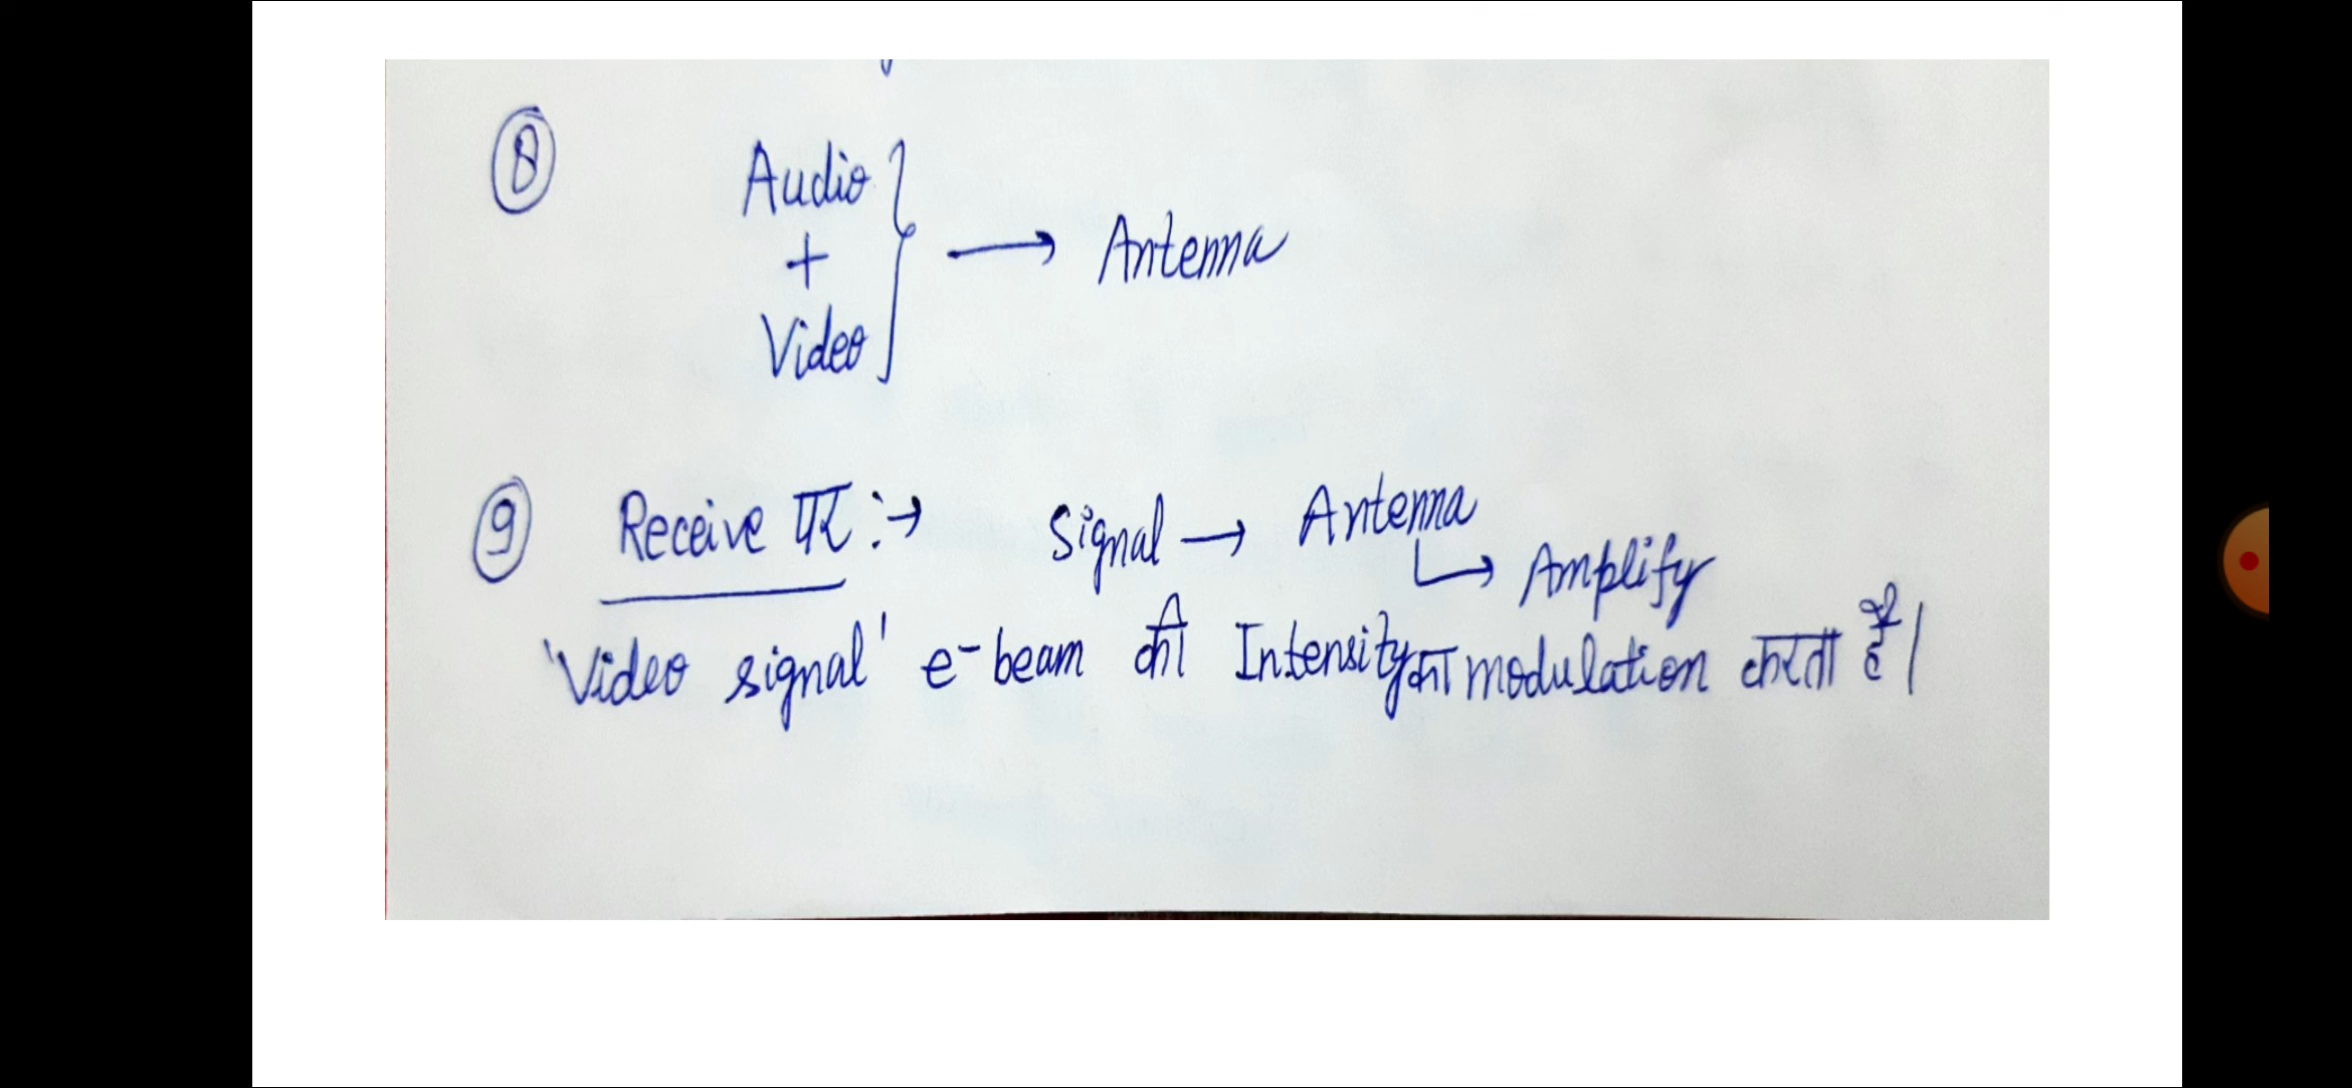 8
Audio
+
Video
} → Antenna
9 Receive पर :→ Signal → Antenna
↳ Amplify
'Video signal' e⁻beam की Intensity का modulation करता है।